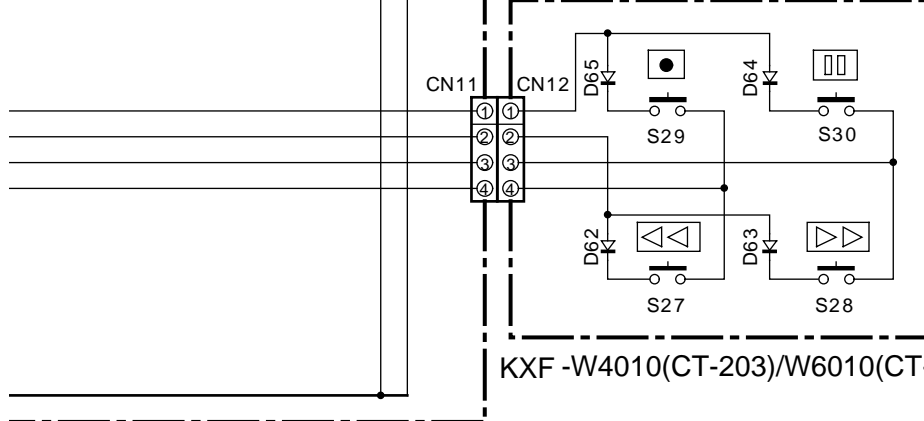 CN11
CN12
D65
D64
1
1
2
2
3
3
4
4
S29
S30
D62
D63
S27
S28
KXF -W4010(CT-203)/W6010(CT-